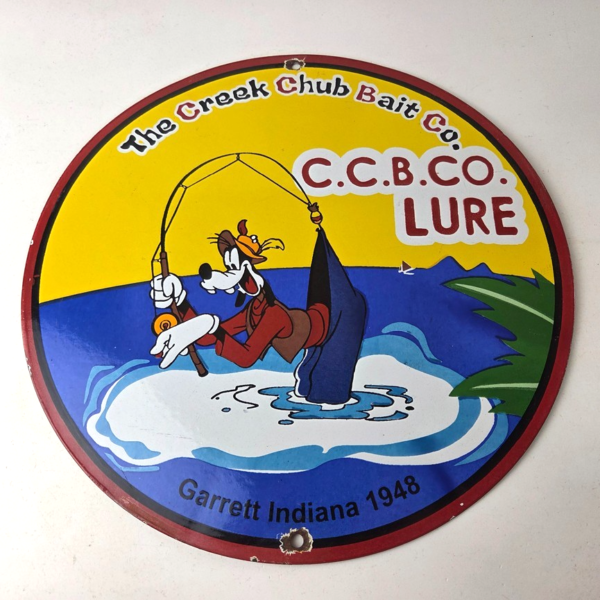 The Creek Chub Bait Co.
C.C.B.CO.
LURE
Garrett Indiana 1948